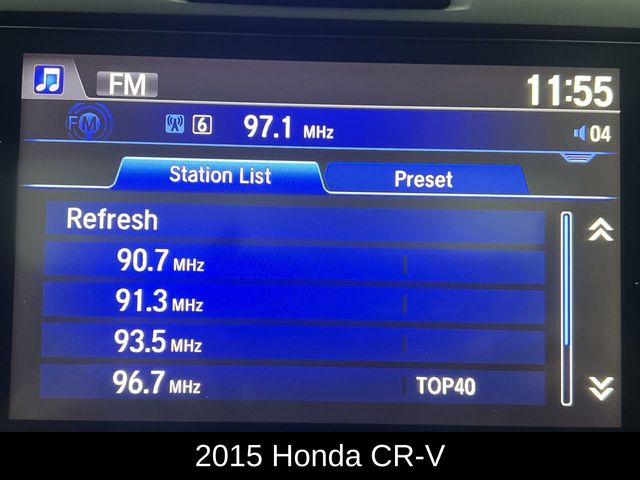 FM
11:55
FM
6 97.1 MHz
04
Station List
Preset
Refresh
90.7 MHz
91.3 MHz
93.5 MHz
96.7 MHz TOP40
2015 Honda CR-V